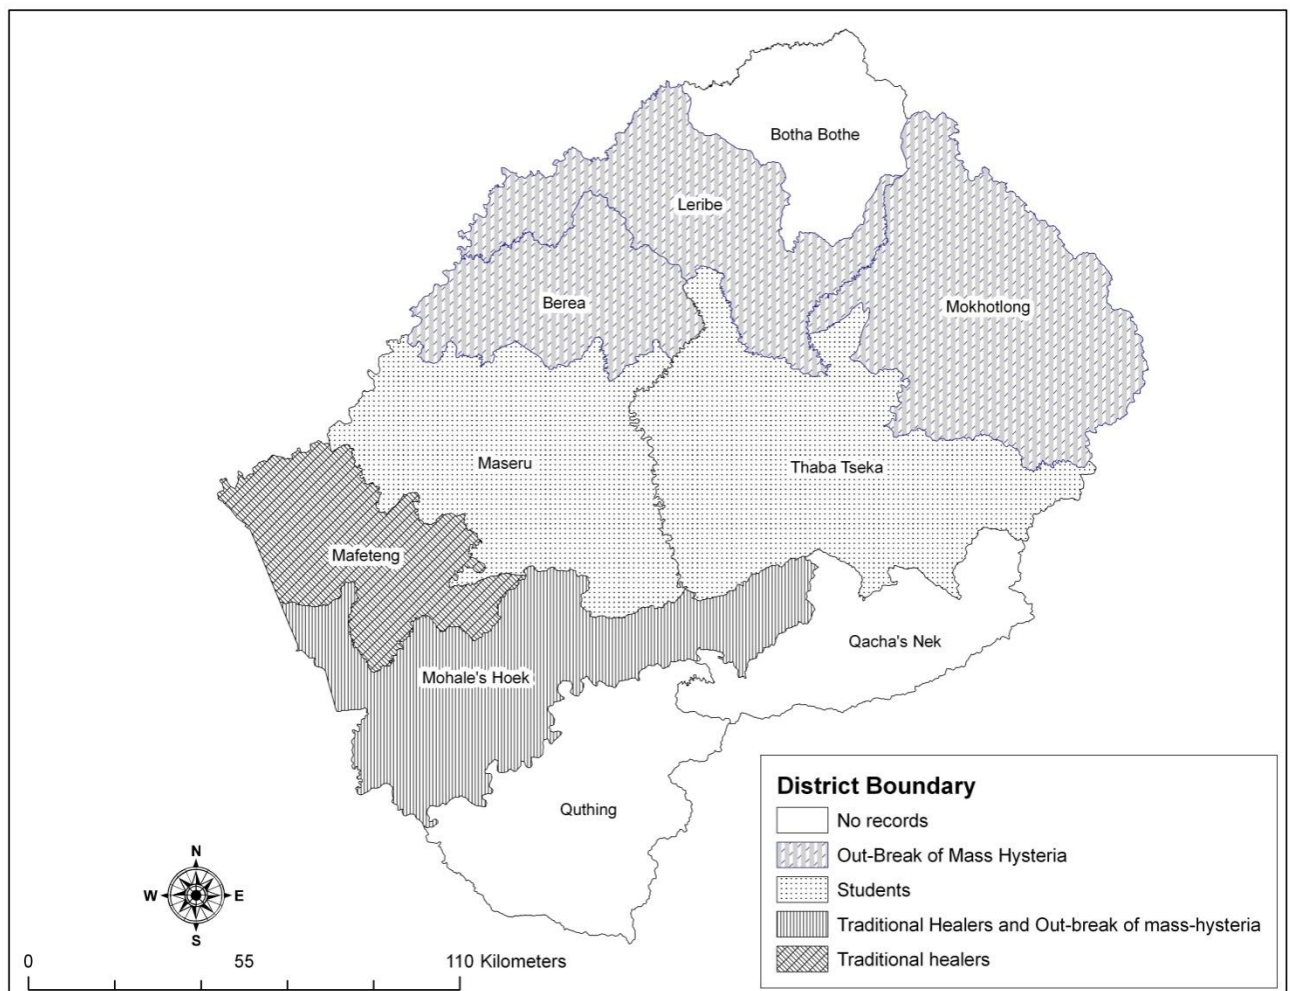 Botha Bothe
Leribe
Berea
Mokhotlong
Maseru
Thaba Tseka
Mafeteng
Qacha's Nek
Mohale's Hoek
Quthing
District Boundary
No records
Out-Break of Mass Hysteria
Students
Traditional Healers and Out-break of mass-hysteria
Traditional healers
N
W E
S
0 55 110 Kilometers